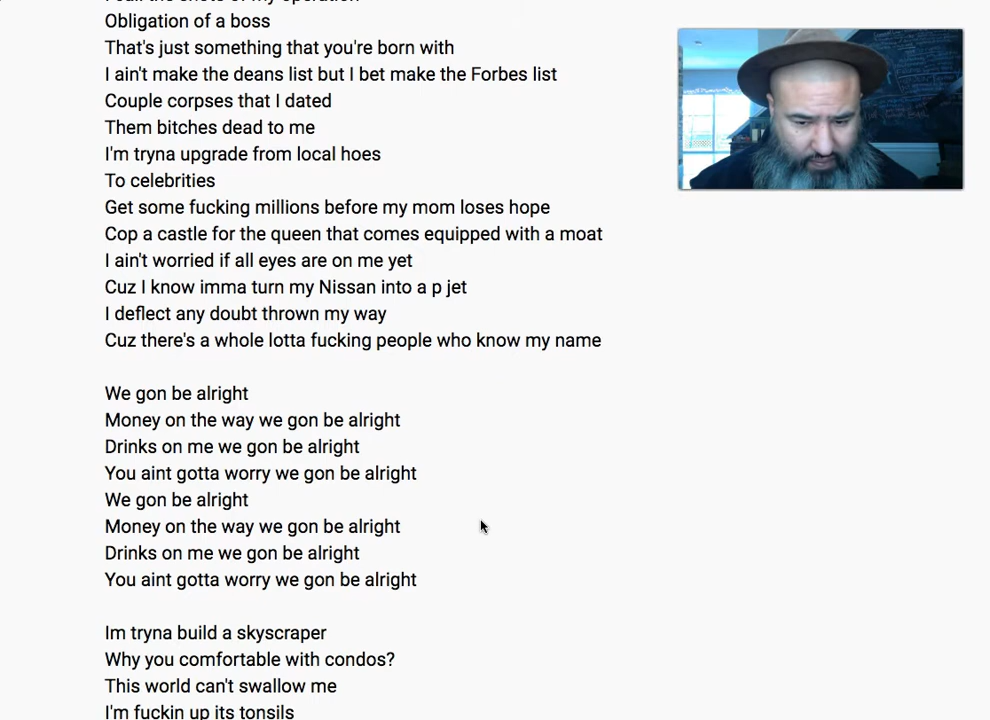 I call the shots of my operation
Obligation of a boss
That's just something that you're born with
I ain't make the deans list but I bet make the Forbes list
Couple corpses that I dated
Them bitches dead to me
I'm tryna upgrade from local hoes
To celebrities
Get some fucking millions before my mom loses hope
Cop a castle for the queen that comes equipped with a moat
I ain't worried if all eyes are on me yet
Cuz I know imma turn my Nissan into a p jet
I deflect any doubt thrown my way
Cuz there's a whole lotta fucking people who know my name
We gon be alright
Money on the way we gon be alright
Drinks on me we gon be alright
You aint gotta worry we gon be alright
We gon be alright
Money on the way we gon be alright
Drinks on me we gon be alright
You aint gotta worry we gon be alright
Im tryna build a skyscraper
Why you comfortable with condos?
This world can't swallow me
I'm fuckin up its tonsils